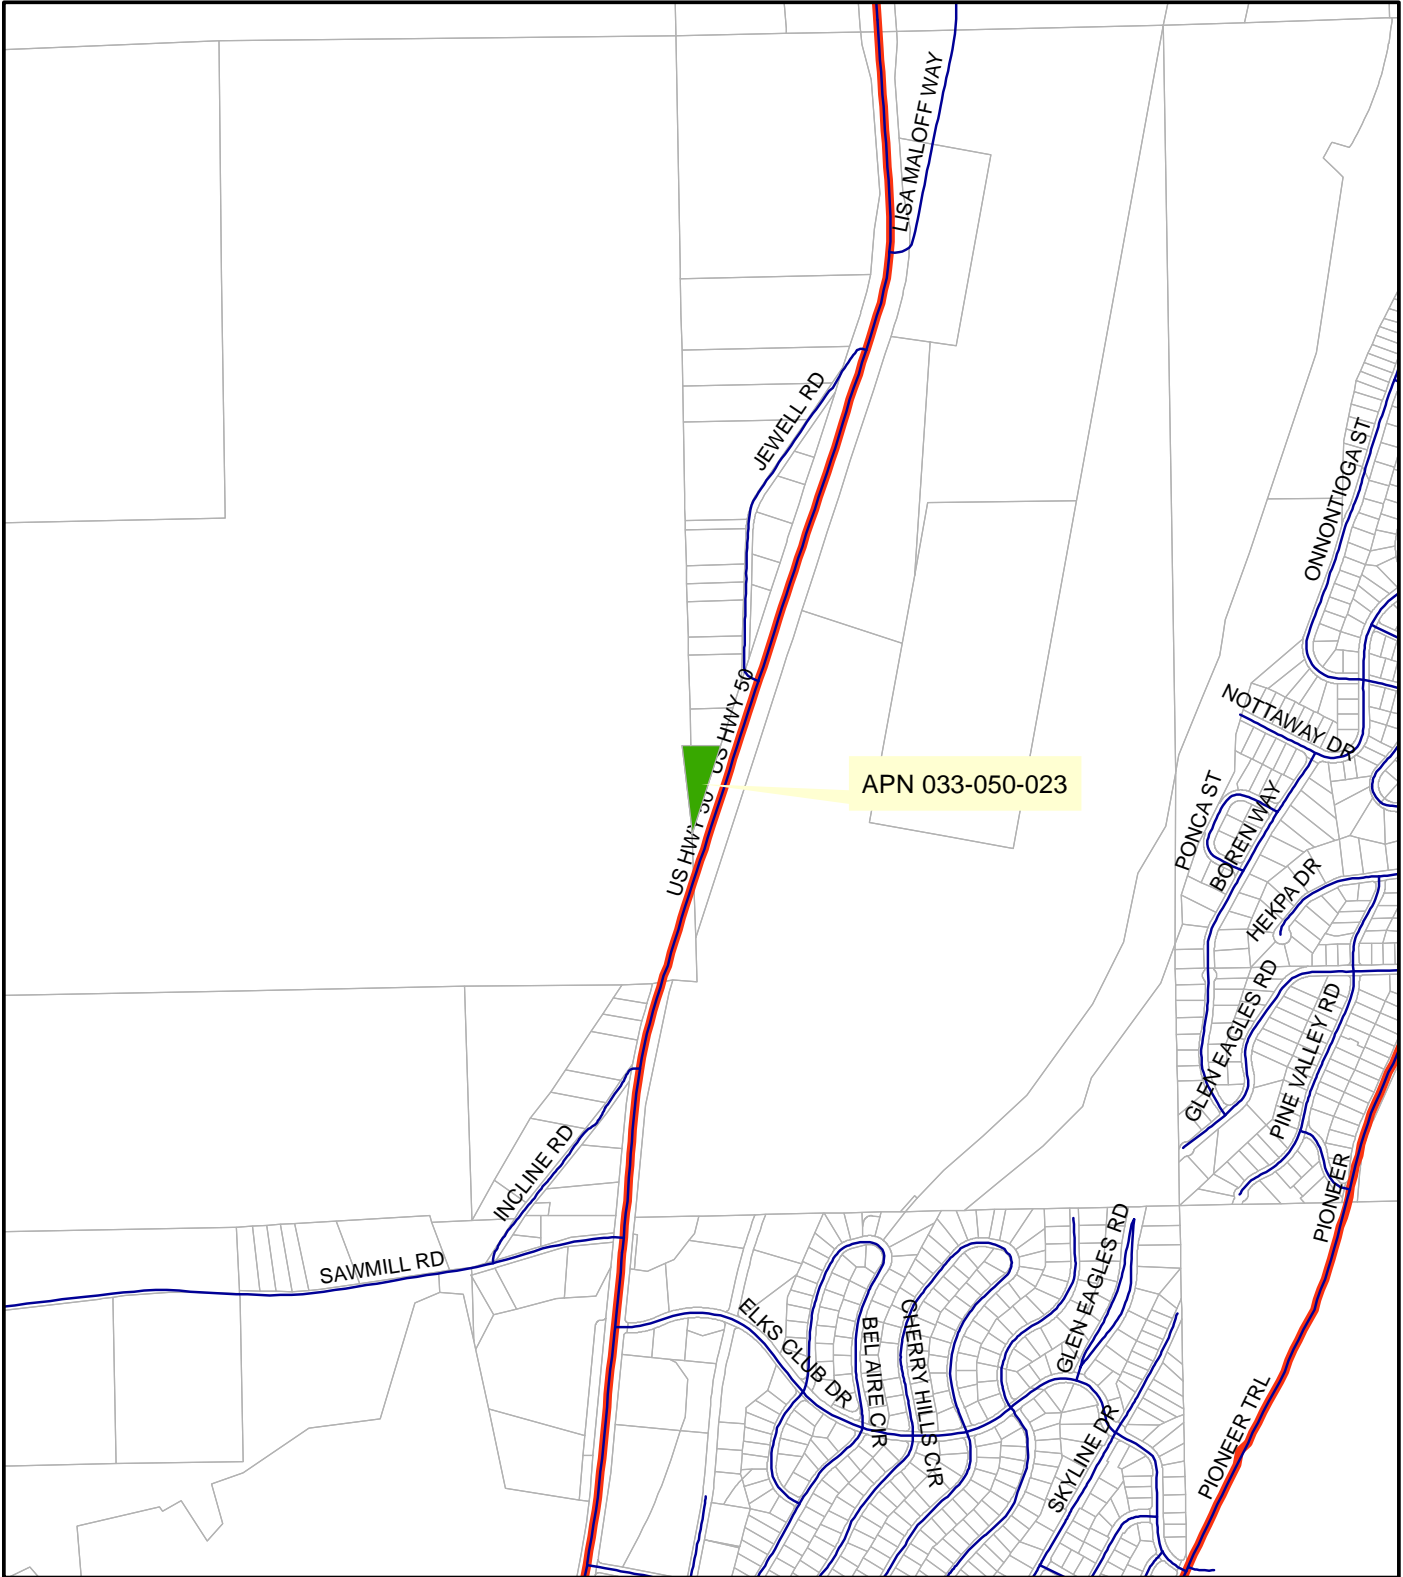 LISA MALOFF WAY
JEWELL RD
ONNONTIOGA ST
US HWY 50
NOTTAWAY DR
APN 033-050-023
US HWY 50
PONCA ST
BOREN WAY
HEKPA DR
GLEN EAGLES RD
PINE VALLEY RD
INCLINE RD
PIONEER
SAWMILL RD
GLEN EAGLES RD
ELKS CLUB DR
BEL AIRE CIR
CHERRY HILLS CIR
SKYLINE DR
PIONEER TRL